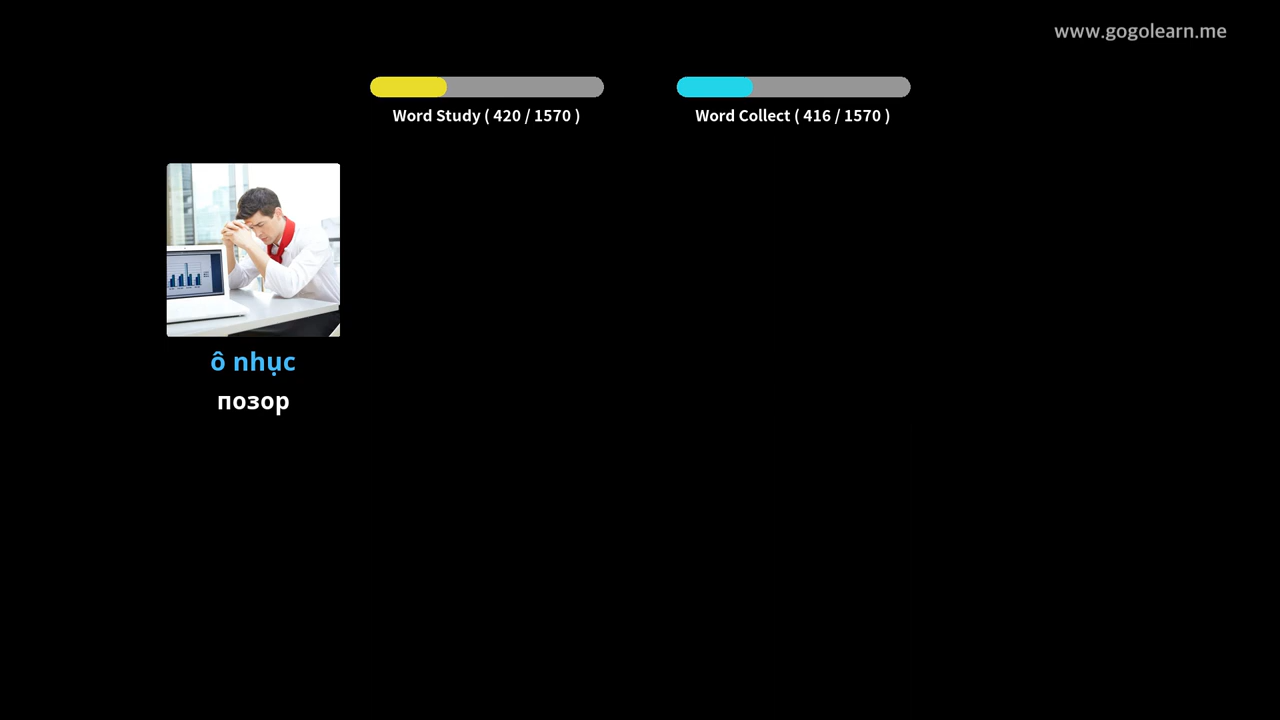 www.gogolearn.me
Word Study ( 420 / 1570 )
Word Collect ( 416 / 1570 )
ô nhục
позор